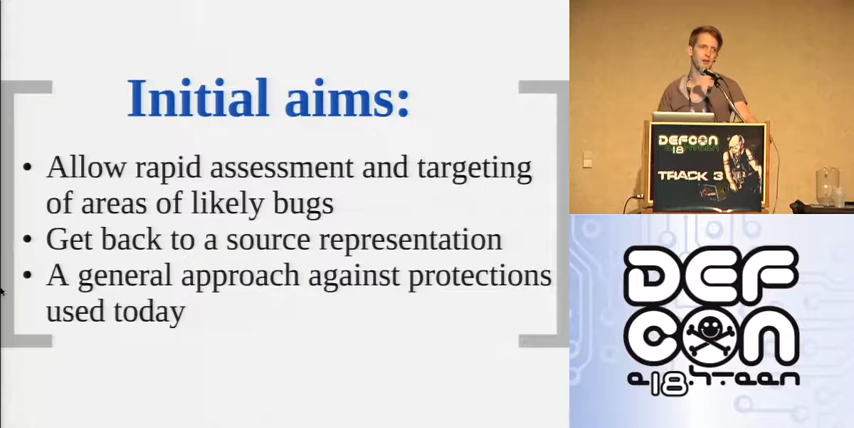 Initial aims:
• Allow rapid assessment and targeting
of areas of likely bugs
• Get back to a source representation
• A general approach against protections
used today
DEFCON
18
TRACK 3
DEF
CON
e18h-teen